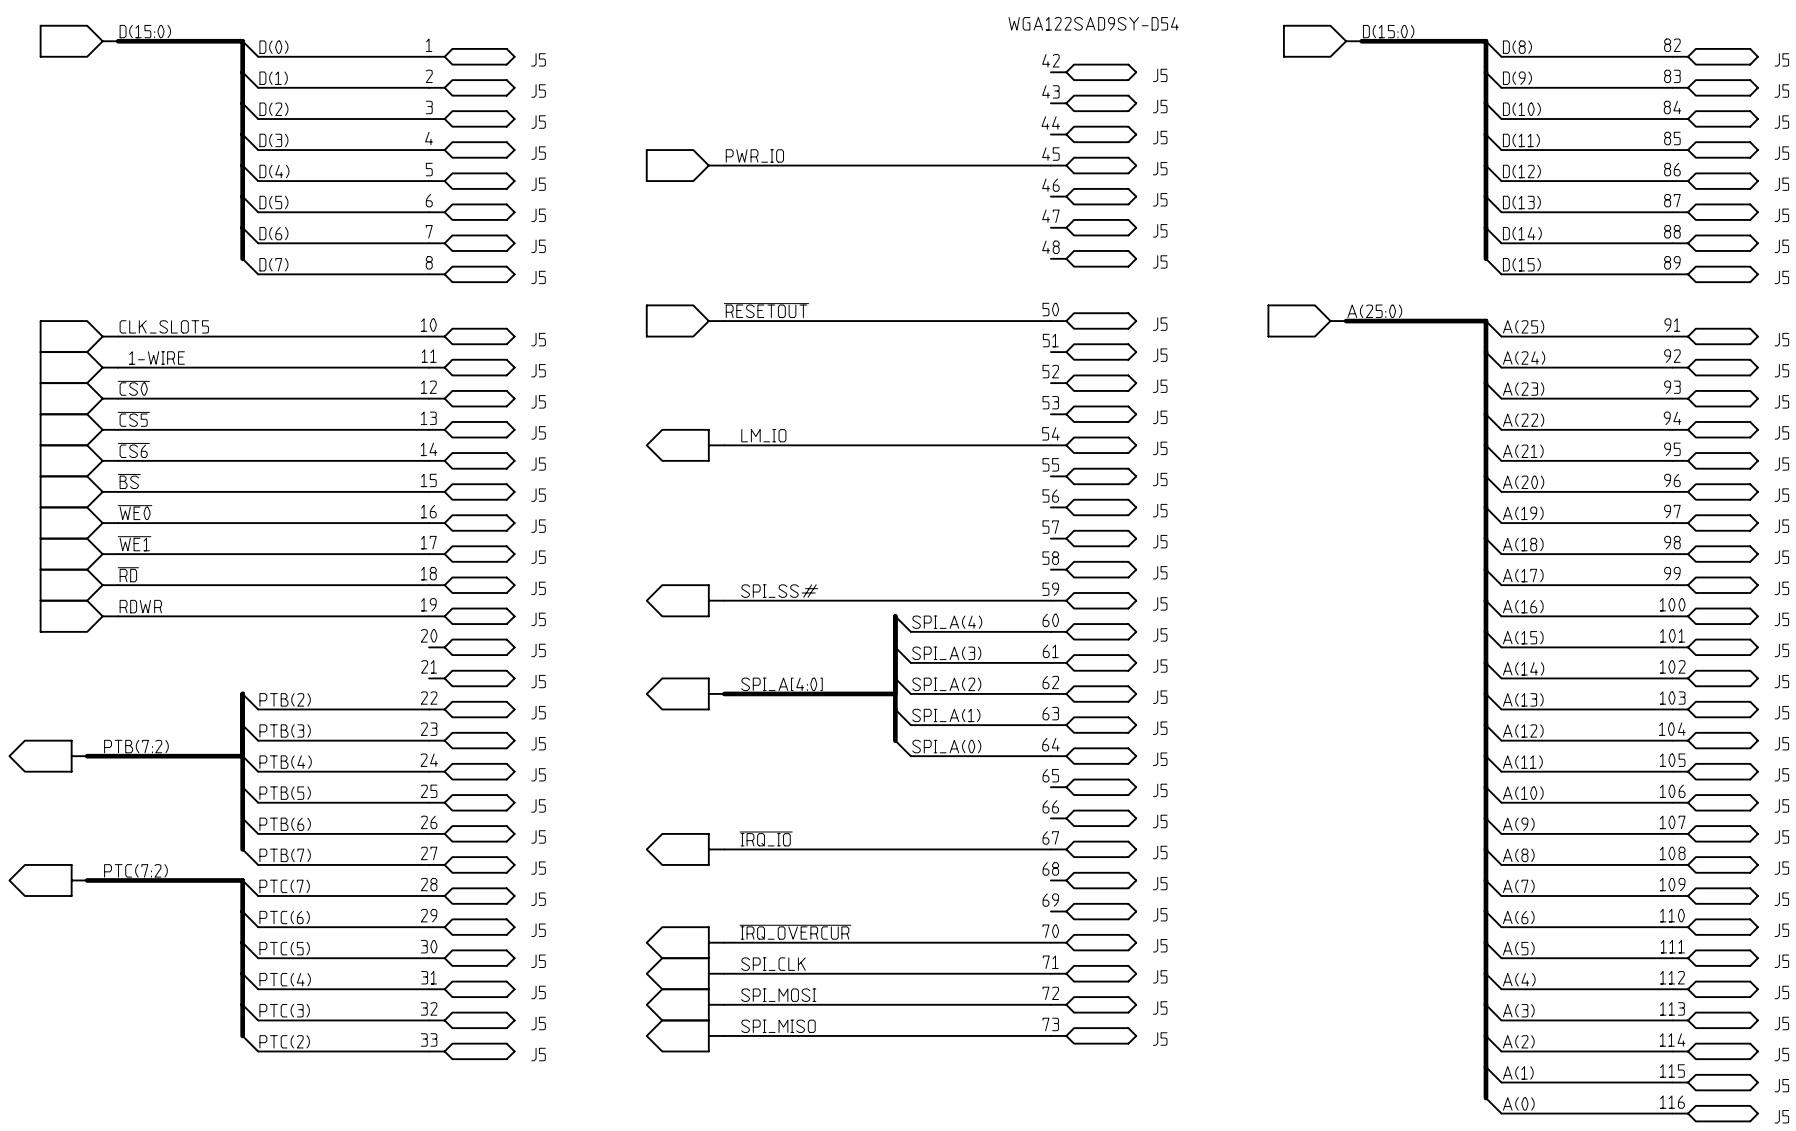 D(15:0)
D(0) 1 J5
D(1) 2 J5
D(2) 3 J5
D(3) 4 J5
D(4) 5 J5
D(5) 6 J5
D(6) 7 J5
D(7) 8 J5
CLK_SLOT5 10 J5
1-WIRE 11 J5
CS0 12 J5
CS5 13 J5
CS6 14 J5
BS 15 J5
WE0 16 J5
WE1 17 J5
RD 18 J5
RDWR 19 J5
20 J5
21 J5
PTB(7:2)
PTB(2) 22 J5
PTB(3) 23 J5
PTB(4) 24 J5
PTB(5) 25 J5
PTB(6) 26 J5
PTB(7) 27 J5
PTC(7:2)
PTC(7) 28 J5
PTC(6) 29 J5
PTC(5) 30 J5
PTC(4) 31 J5
PTC(3) 32 J5
PTC(2) 33 J5
WGA122SAD9SY-D54
42 J5
43 J5
44 J5
PWR_IO 45 J5
46 J5
47 J5
48 J5
RESETOUT 50 J5
51 J5
52 J5
53 J5
LM_IO 54 J5
55 J5
56 J5
57 J5
58 J5
SPI_SS# 59 J5
SPI_A[4:0]
SPI_A(4) 60 J5
SPI_A(3) 61 J5
SPI_A(2) 62 J5
SPI_A(1) 63 J5
SPI_A(0) 64 J5
65 J5
66 J5
IRQ_IO 67 J5
68 J5
69 J5
IRQ_OVERCUR 70 J5
SPI_CLK 71 J5
SPI_MOSI 72 J5
SPI_MISO 73 J5
D(15:0)
D(8) 82 J5
D(9) 83 J5
D(10) 84 J5
D(11) 85 J5
D(12) 86 J5
D(13) 87 J5
D(14) 88 J5
D(15) 89 J5
A(25:0)
A(25) 91 J5
A(24) 92 J5
A(23) 93 J5
A(22) 94 J5
A(21) 95 J5
A(20) 96 J5
A(19) 97 J5
A(18) 98 J5
A(17) 99 J5
A(16) 100 J5
A(15) 101 J5
A(14) 102 J5
A(13) 103 J5
A(12) 104 J5
A(11) 105 J5
A(10) 106 J5
A(9) 107 J5
A(8) 108 J5
A(7) 109 J5
A(6) 110 J5
A(5) 111 J5
A(4) 112 J5
A(3) 113 J5
A(2) 114 J5
A(1) 115 J5
A(0) 116 J5